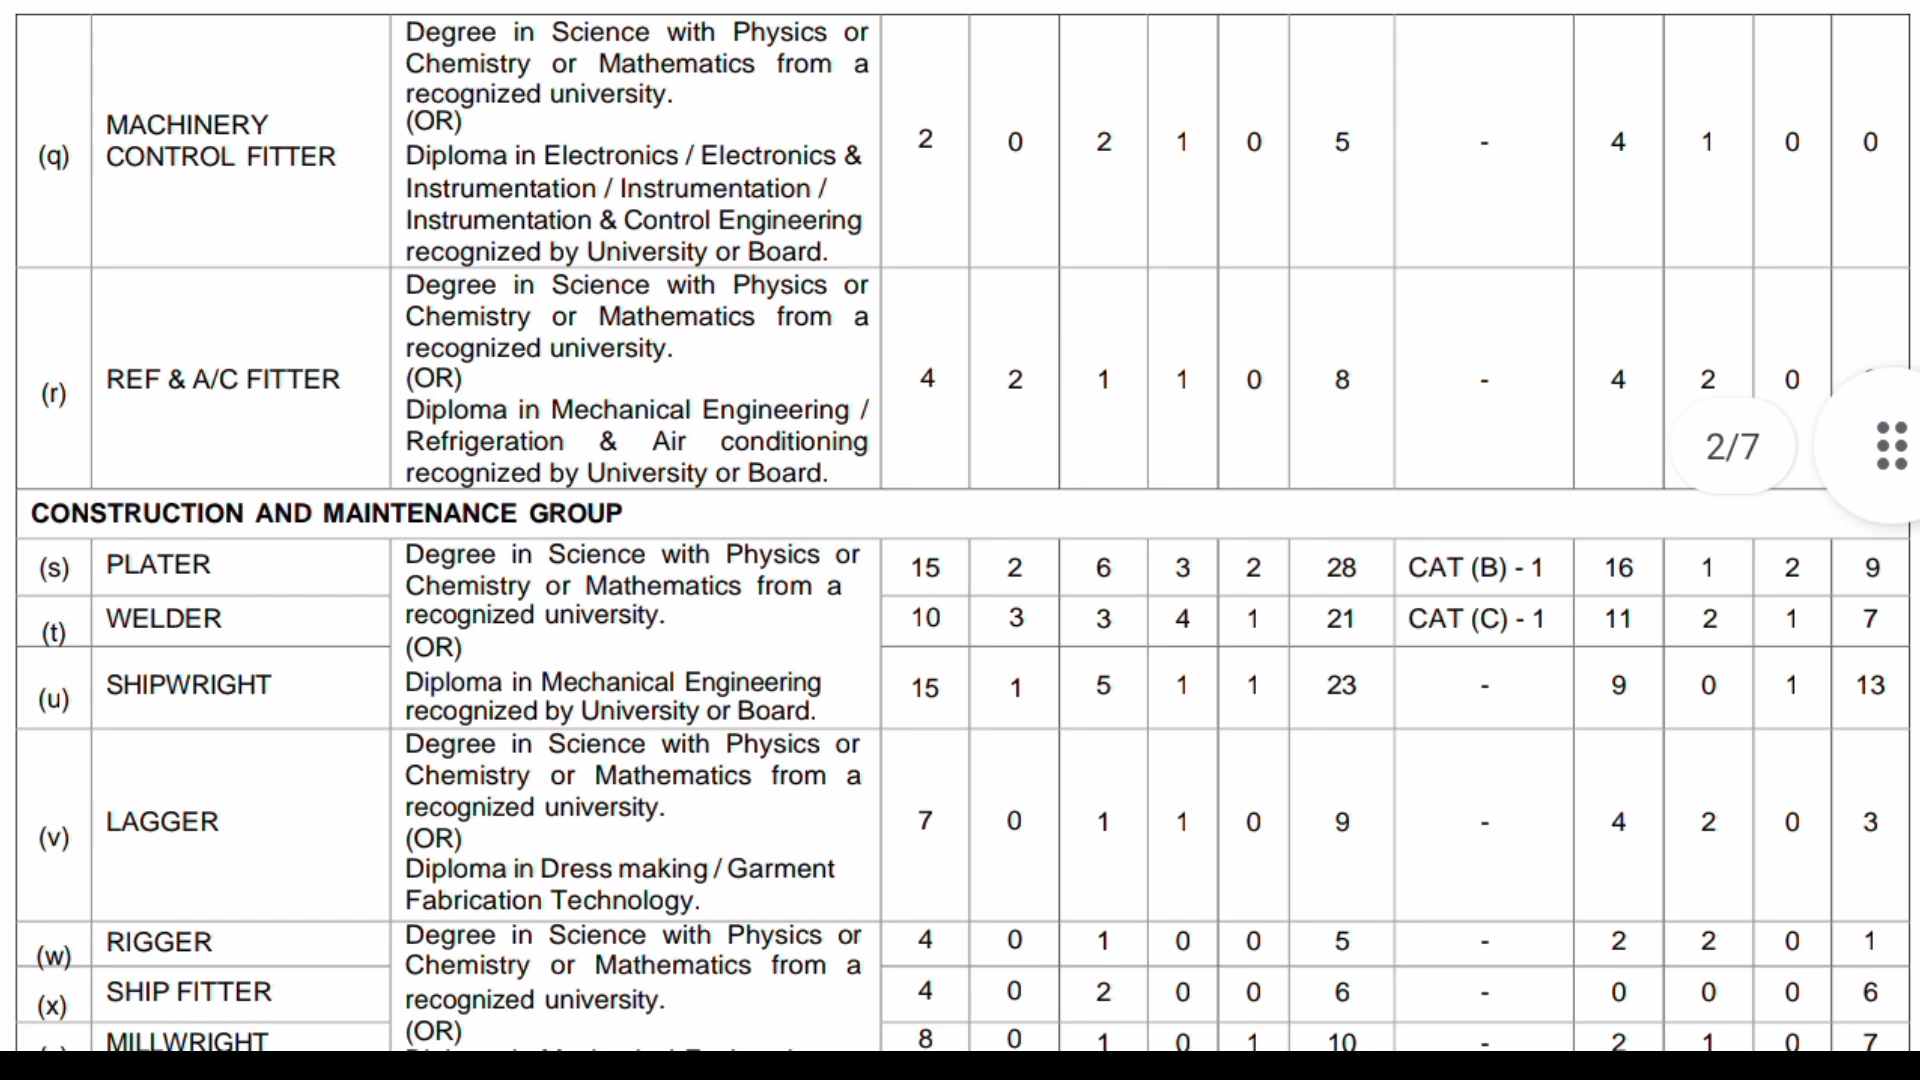 Degree in Science with Physics or
Chemistry or Mathematics from a
recognized university.
(OR)
Diploma in Electronics / Electronics &
Instrumentation / Instrumentation /
Instrumentation & Control Engineering
recognized by University or Board.
(q) MACHINERY CONTROL FITTER 2 0 2 1 0 5 - 4 1 0 0
Degree in Science with Physics or
Chemistry or Mathematics from a
recognized university.
(OR)
Diploma in Mechanical Engineering /
Refrigeration & Air conditioning
recognized by University or Board.
(r) REF & A/C FITTER 4 2 1 1 0 8 - 4 2 0
2/7
CONSTRUCTION AND MAINTENANCE GROUP
(s) PLATER 15 2 6 3 2 28 CAT (B) - 1 16 1 2 9
(t) WELDER 10 3 3 4 1 21 CAT (C) - 1 11 2 1 7
(u) SHIPWRIGHT 15 1 5 1 1 23 - 9 0 1 13
Degree in Science with Physics or
Chemistry or Mathematics from a
recognized university.
(OR)
Diploma in Mechanical Engineering
recognized by University or Board.
(v) LAGGER 7 0 1 1 0 9 - 4 2 0 3
Degree in Science with Physics or
Chemistry or Mathematics from a
recognized university.
(OR)
Diploma in Dress making / Garment
Fabrication Technology.
(w) RIGGER 4 0 1 0 0 5 - 2 2 0 1
(x) SHIP FITTER 4 0 2 0 0 6 - 0 0 0 6
MILLWRIGHT 8 0 1 0 1 10 - 2 1 0 7
Degree in Science with Physics or
Chemistry or Mathematics from a
recognized university.
(OR)